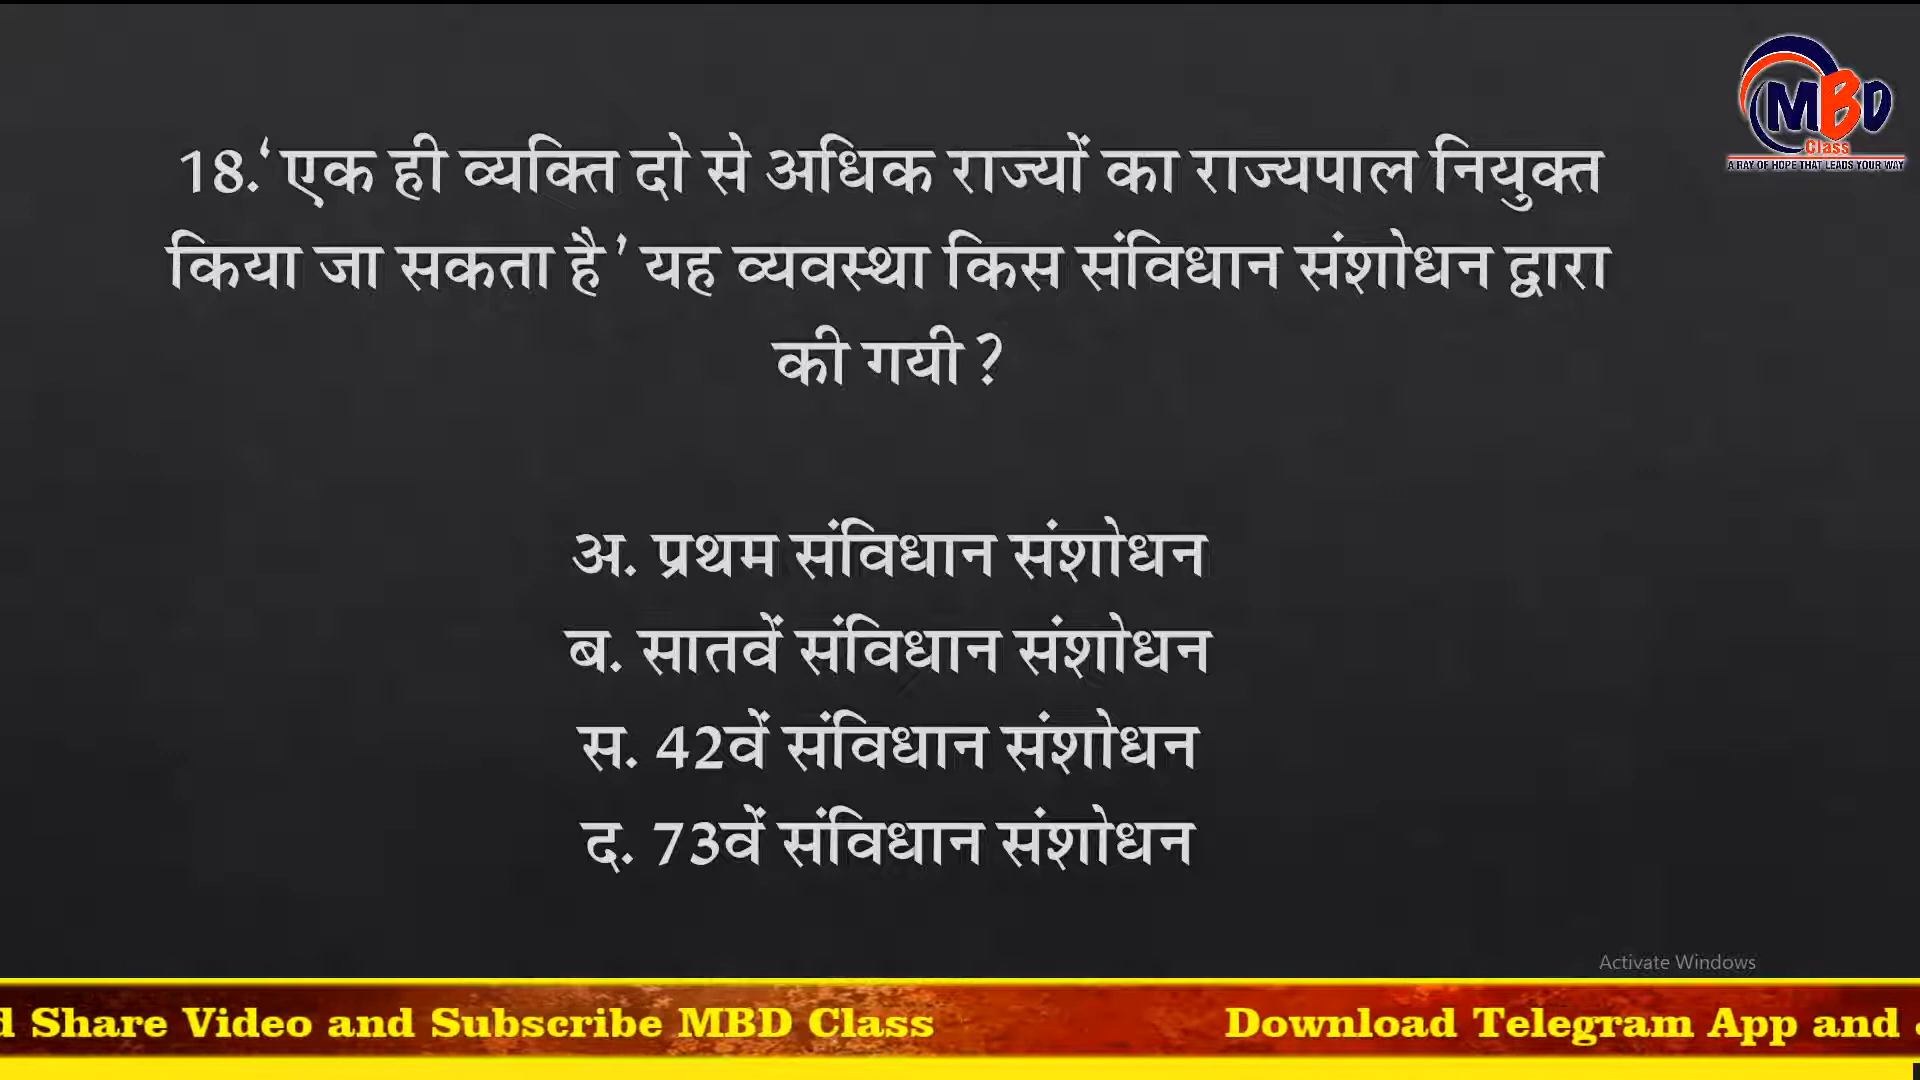 MBD
Class
A RAY OF HOPE THAT LEADS YOUR WAY
18.‘एक ही व्यक्ति दो से अधिक राज्यों का राज्यपाल नियुक्त
किया जा सकता है’ यह व्यवस्था किस संविधान संशोधन द्वारा
की गयी ?
अ. प्रथम संविधान संशोधन
ब. सातवें संविधान संशोधन
स. 42वें संविधान संशोधन
द. 73वें संविधान संशोधन
Activate Windows
d Share Video and Subscribe MBD Class Download Telegram App and